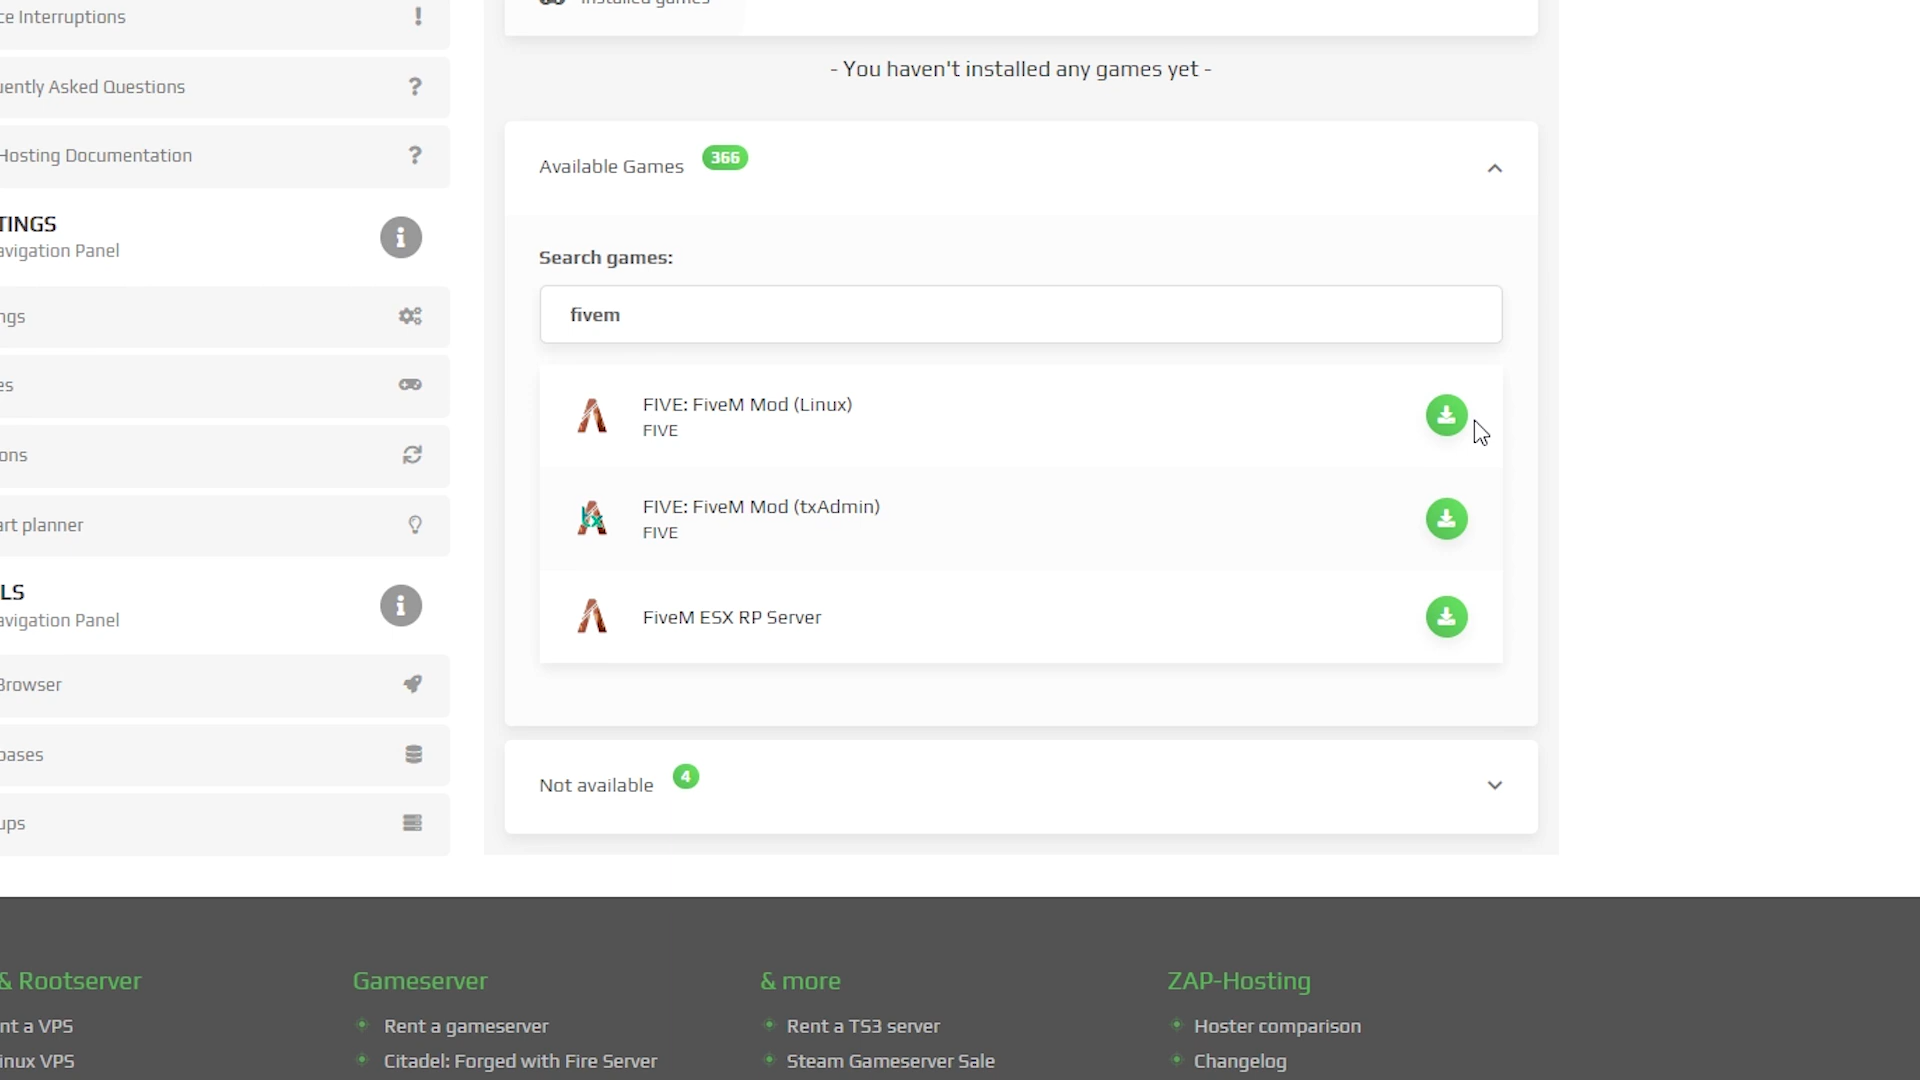 ce Interruptions
uently Asked Questions
Hosting Documentation
TINGS
avigation Panel
ngs
es
ons
art planner
LS
avigation Panel
Browser
bases
ups
Installed games
- You haven't installed any games yet -
Available Games 366
Search games:
fivem
FIVE: FiveM Mod (Linux)
FIVE
FIVE: FiveM Mod (txAdmin)
FIVE
FiveM ESX RP Server
Not available 4
& Rootserver
nt a VPS
inux VPS
Gameserver
Rent a gameserver
Citadel: Forged with Fire Server
& more
Rent a TS3 server
Steam Gameserver Sale
ZAP-Hosting
Hoster comparison
Changelog